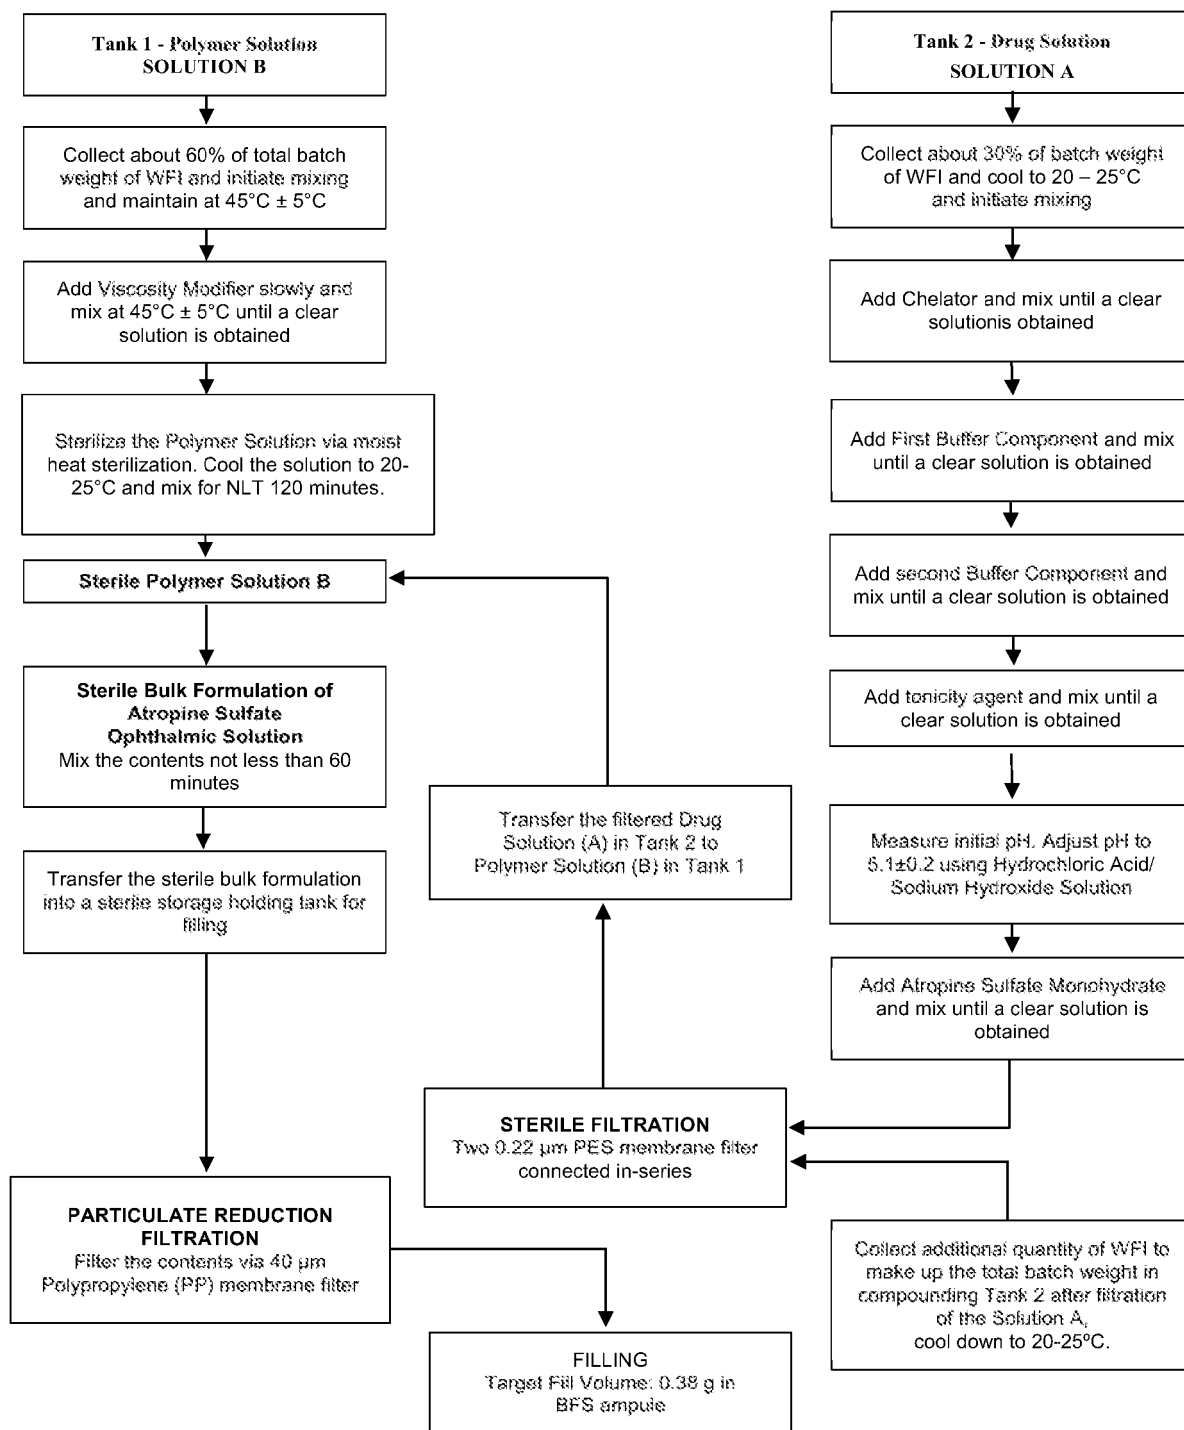 Tank 1 - Polymer Solution
SOLUTION B
Collect about 60% of total batch
weight of WFI and initiate mixing
and maintain at 45°C ± 5°C
Add Viscosity Modifier slowly and
mix at 45°C ± 5°C until a clear
solution is obtained
Sterilize the Polymer Solution via moist
heat sterilization. Cool the solution to 20-
25°C and mix for NLT 120 minutes.
Sterile Polymer Solution B
Sterile Bulk Formulation of
Atropine Sulfate
Ophthalmic Solution
Mix the contents not less than 60
minutes
Transfer the sterile bulk formulation
into a sterile storage holding tank for
filling
PARTICULATE REDUCTION
FILTRATION
Filter the contents via 40 µm
Polypropylene (PP) membrane filter
Tank 2 - Drug Solution
SOLUTION A
Collect about 30% of batch weight
of WFI and cool to 20 – 25°C
and initiate mixing
Add Chelator and mix until a clear
solutionis obtained
Add First Buffer Component and mix
until a clear solution is obtained
Add second Buffer Component and
mix until a clear solution is obtained
Add tonicity agent and mix until a
clear solution is obtained
Measure initial pH. Adjust pH to
5.1±0.2 using Hydrochloric Acid/
Sodium Hydroxide Solution
Add Atropine Sulfate Monohydrate
and mix until a clear solution is
obtained
Collect additional quantity of WFI to
make up the total batch weight in
compounding Tank 2 after filtration
of the Solution A,
cool down to 20-25ºC.
STERILE FILTRATION
Two 0.22 µm PES membrane filter
connected in-series
Transfer the filtered Drug
Solution (A) in Tank 2 to
Polymer Solution (B) in Tank 1
FILLING
Target Fill Volume: 0.38 g in
BFS ampule